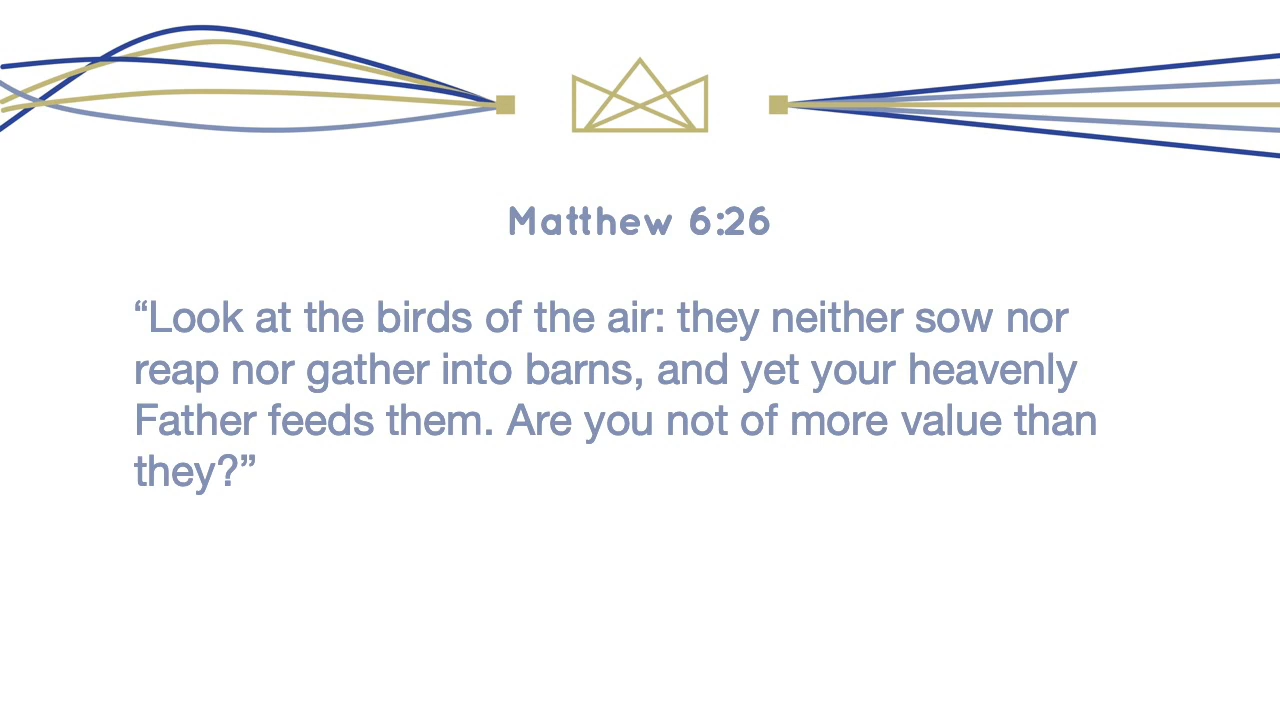 Matthew 6:26
“Look at the birds of the air: they neither sow nor
reap nor gather into barns, and yet your heavenly
Father feeds them. Are you not of more value than
they?”